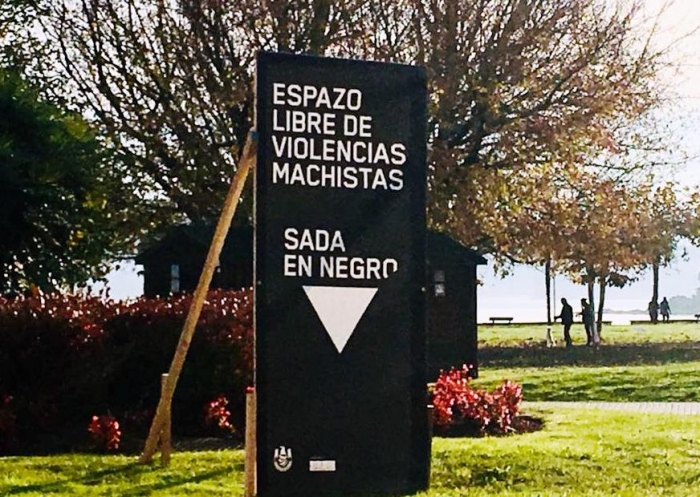 ESPAZO
LIBRE DE
VIOLENCIAS
MACHISTAS
SADA
EN NEGRO